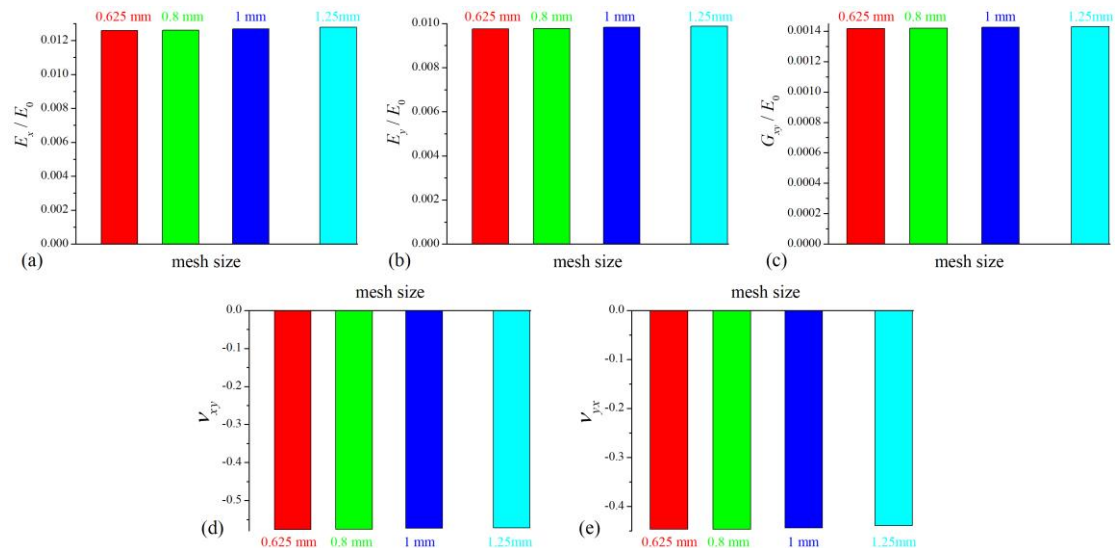 0.625 mm 0.8 mm 1 mm 1.25mm
0.012
0.010
0.008
0.006
0.004
0.002
0.000
E_x / E_0
(a)
mesh size
0.625 mm 0.8 mm 1 mm 1.25mm
0.010
0.008
0.006
0.004
0.002
0.000
E_y / E_0
(b)
mesh size
0.625 mm 0.8 mm 1 mm 1.25mm
0.0014
0.0012
0.0010
0.0008
0.0006
0.0004
0.0002
0.0000
G_xy / E_0
(c)
mesh size
mesh size
0.0
-0.1
-0.2
-0.3
-0.4
-0.5
ν_xy
(d)
0.625 mm 0.8 mm 1 mm 1.25mm
mesh size
0.0
-0.1
-0.2
-0.3
-0.4
ν_yx
(e)
0.625 mm 0.8 mm 1 mm 1.25mm